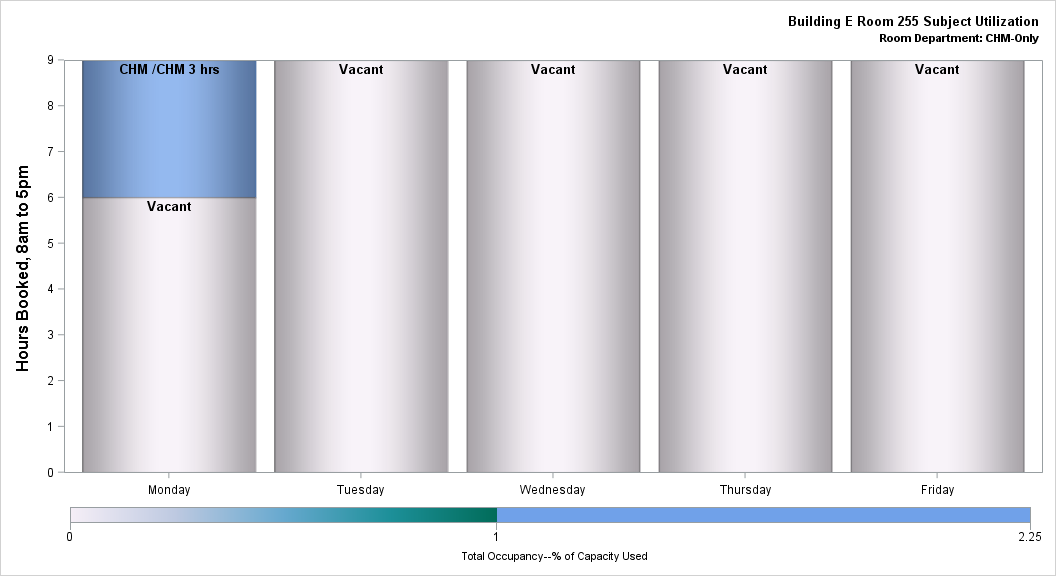 Building E Room 255 Subject Utilization
Room Department: CHM-Only
Hours Booked, 8am to 5pm
9
8
7
6
5
4
3
2
1
0
CHM /CHM 3 hrs
Vacant
Vacant
Vacant
Vacant
Vacant
Monday
Tuesday
Wednesday
Thursday
Friday
0
1
2.25
Total Occupancy--% of Capacity Used